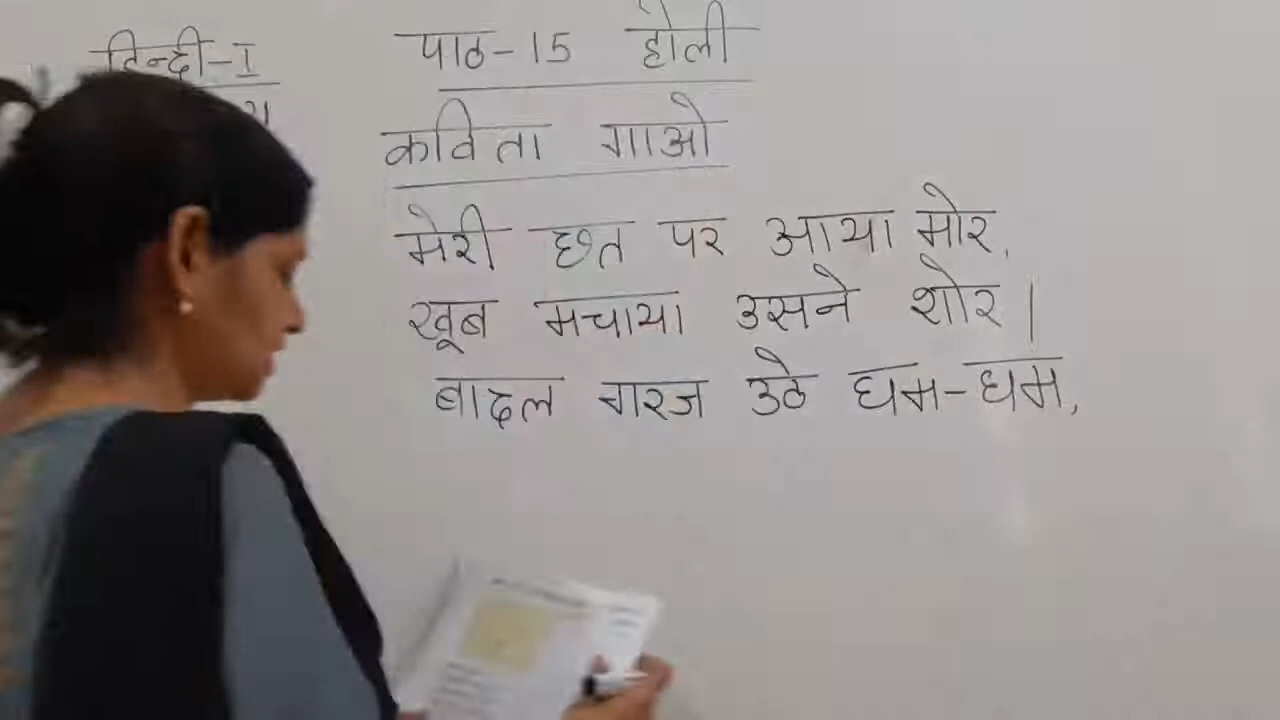 हिन्दी-I
पाठ-15 होली
कविता गाओ
मेरी छत पर आया मोर,
खूब मचाया उसने शोर|
बादल गरज उठे घम-घम,